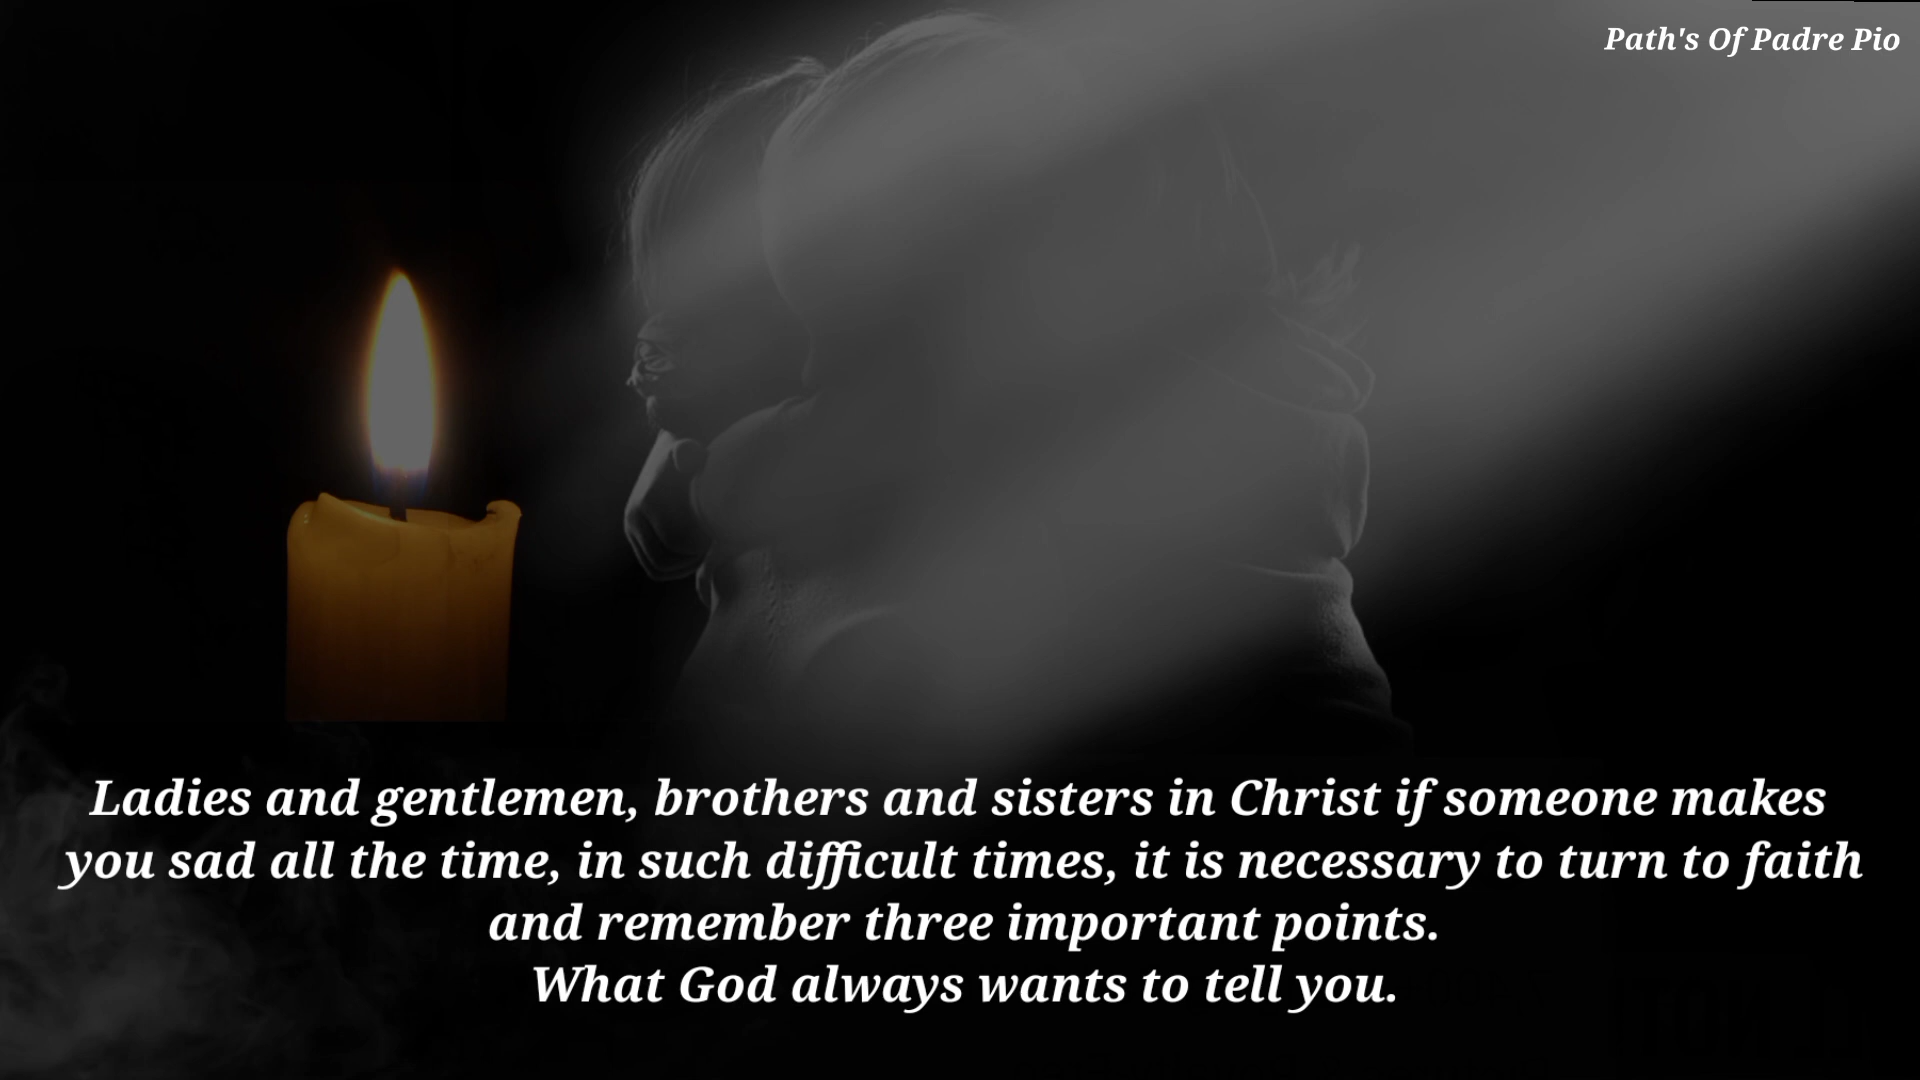 Path's Of Padre Pio
Ladies and gentlemen, brothers and sisters in Christ if someone makes
you sad all the time, in such difficult times, it is necessary to turn to faith
and remember three important points.
What God always wants to tell you.